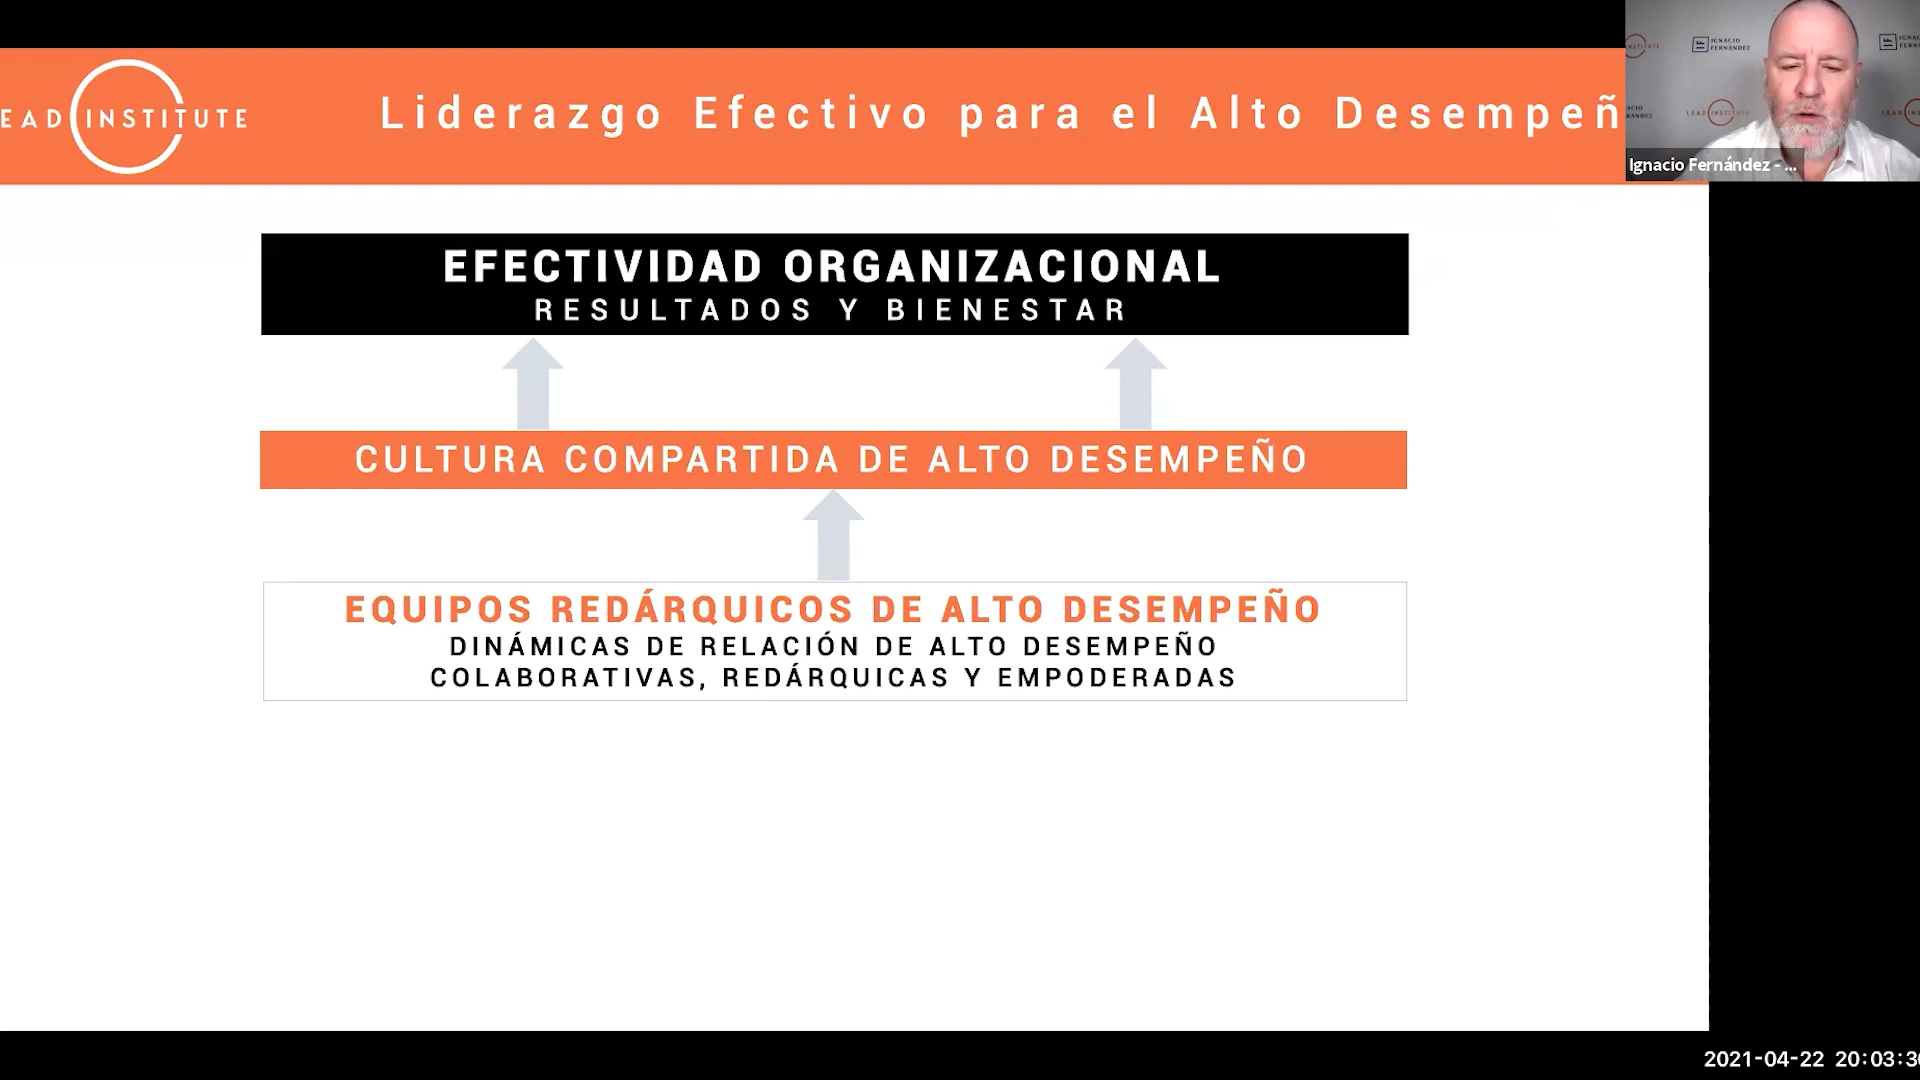 EAD INSTITUTE
Liderazgo Efectivo para el Alto Desempeñ
IGNACIO
FERNÁNDEZ
Ignacio Fernández - ...
EFECTIVIDAD ORGANIZACIONAL
RESULTADOS Y BIENESTAR
CULTURA COMPARTIDA DE ALTO DESEMPEÑO
EQUIPOS REDÁRQUICOS DE ALTO DESEMPEÑO
DINÁMICAS DE RELACIÓN DE ALTO DESEMPEÑO
COLABORATIVAS, REDÁRQUICAS Y EMPODERADAS
2021-04-22 20:03:3